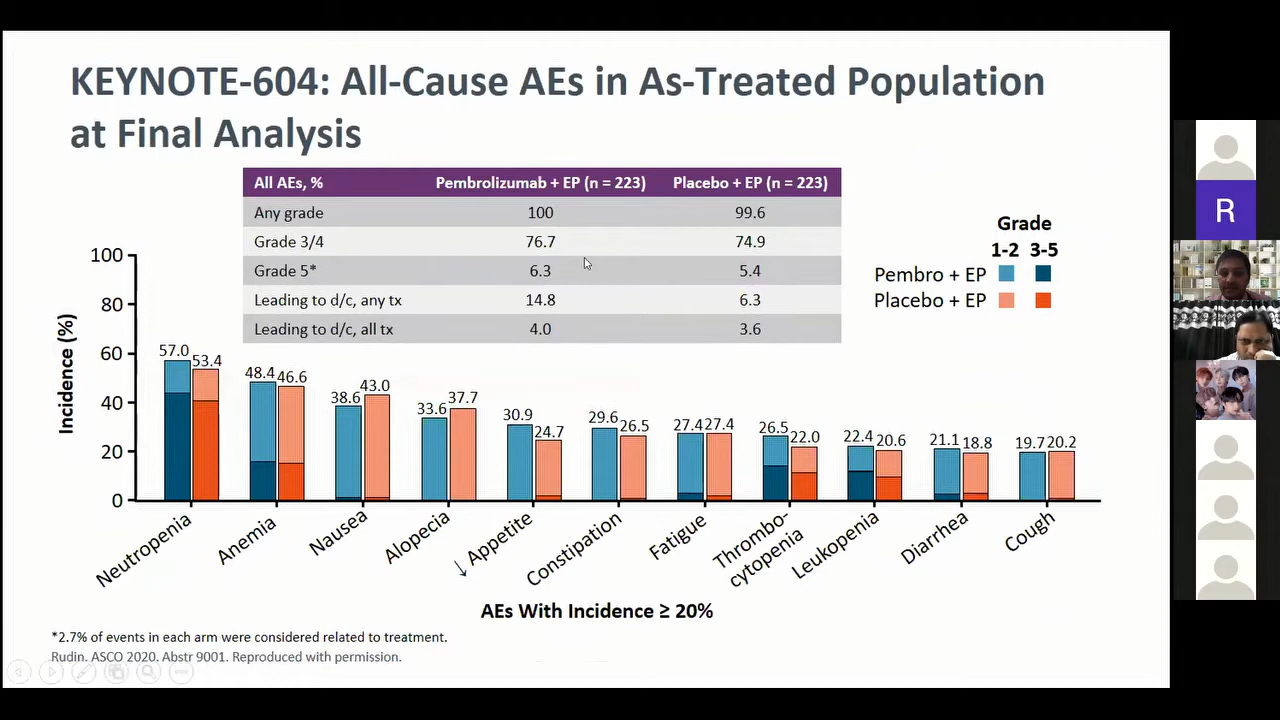 KEYNOTE-604: All-Cause AEs in As-Treated Population
at Final Analysis
All AEs, % Pembrolizumab + EP (n = 223) Placebo + EP (n = 223)
Any grade 100 99.6
Grade 3/4 76.7 74.9
Grade 5* 6.3 5.4
Leading to d/c, any tx 14.8 6.3
Leading to d/c, all tx 4.0 3.6
Grade
1-2 3-5
Pembro + EP
Placebo + EP
Incidence (%)
100
80
60
40
20
0
57.0 53.4
48.4 46.6
38.6 43.0
33.6 37.7
30.9 24.7
29.6 26.5
27.4 27.4
26.5 22.0
22.4 20.6
21.1 18.8
19.7 20.2
Neutropenia
Anemia
Nausea
Alopecia
↓ Appetite
Constipation
Fatigue
Thrombo-
cytopenia
Leukopenia
Diarrhea
Cough
AEs With Incidence ≥ 20%
*2.7% of events in each arm were considered related to treatment.
Rudin. ASCO 2020. Abstr 9001. Reproduced with permission.
R